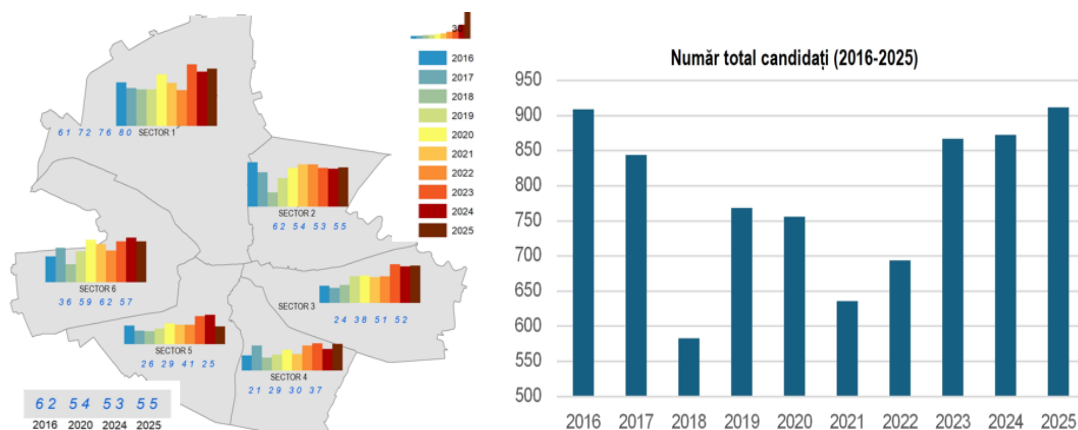 30
2016
2017
2018
2019
2020
2021
2022
2023
2024
2025
61 72 76 80 SECTOR 1
SECTOR 2
62 54 53 55
SECTOR 6
36 59 62 57
SECTOR 3
24 38 51 52
SECTOR 5
26 29 41 25
SECTOR 4
21 29 30 37
62 54 53 55
2016 2020 2024 2025
Număr total candidați (2016-2025)
950
900
850
800
750
700
650
600
550
500
2016 2017 2018 2019 2020 2021 2022 2023 2024 2025